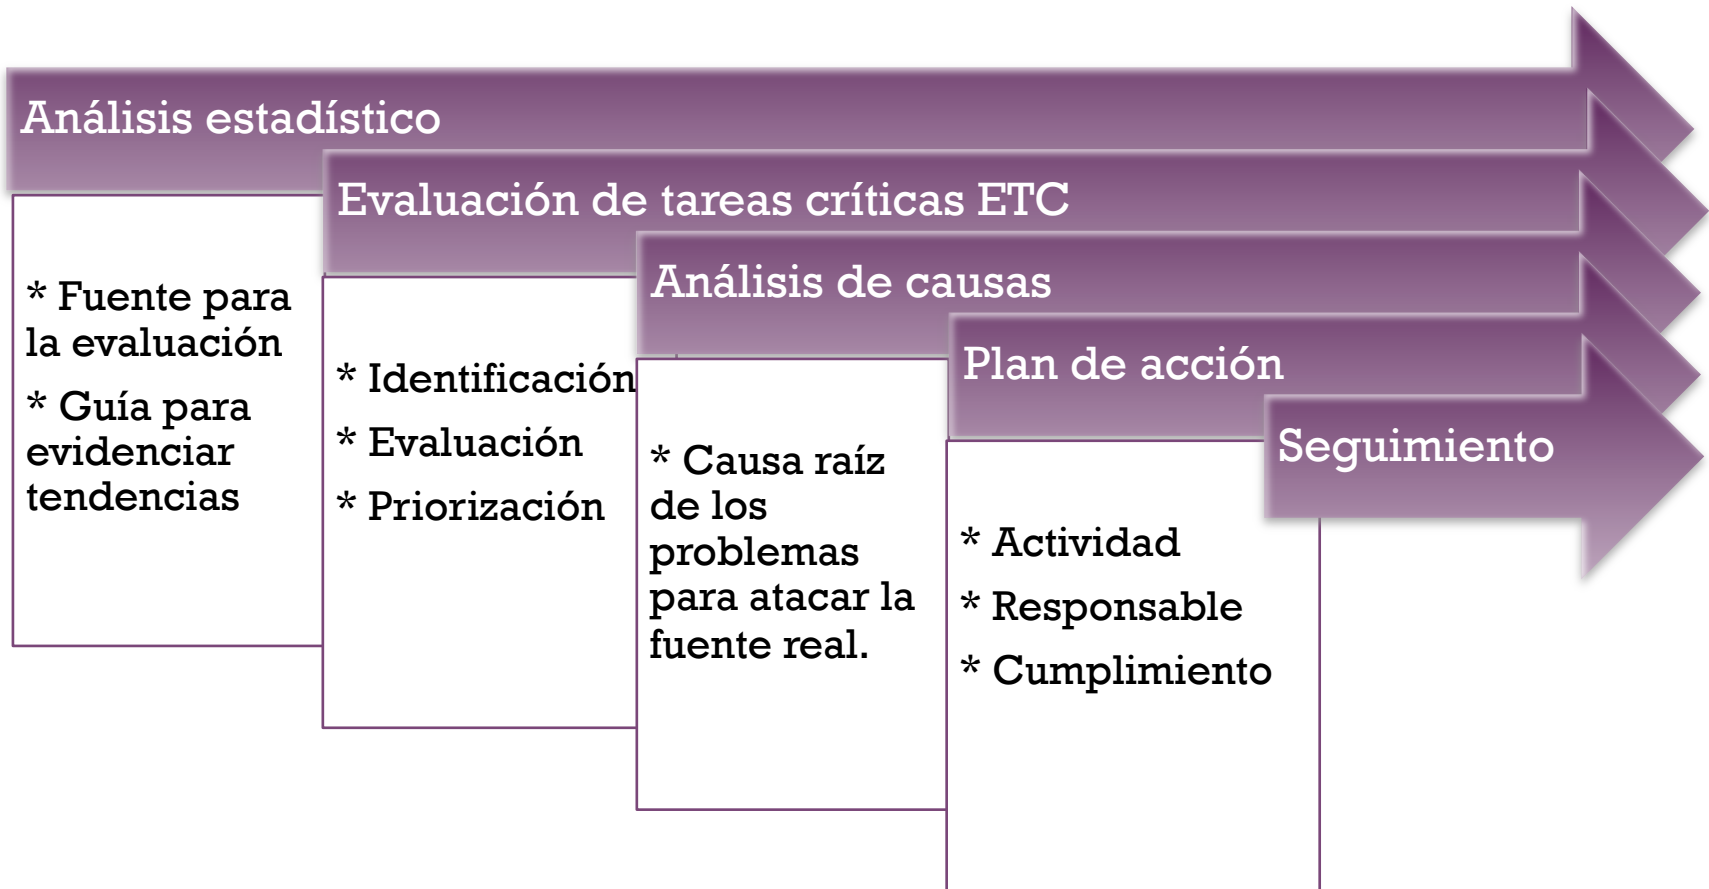 Análisis estadístico
* Fuente para
la evaluación
* Guía para
evidenciar
tendencias
Evaluación de tareas críticas ETC
* Identificación
* Evaluación
* Priorización
Análisis de causas
* Causa raíz
de los
problemas
para atacar la
fuente real.
Plan de acción
* Actividad
* Responsable
* Cumplimiento
Seguimiento